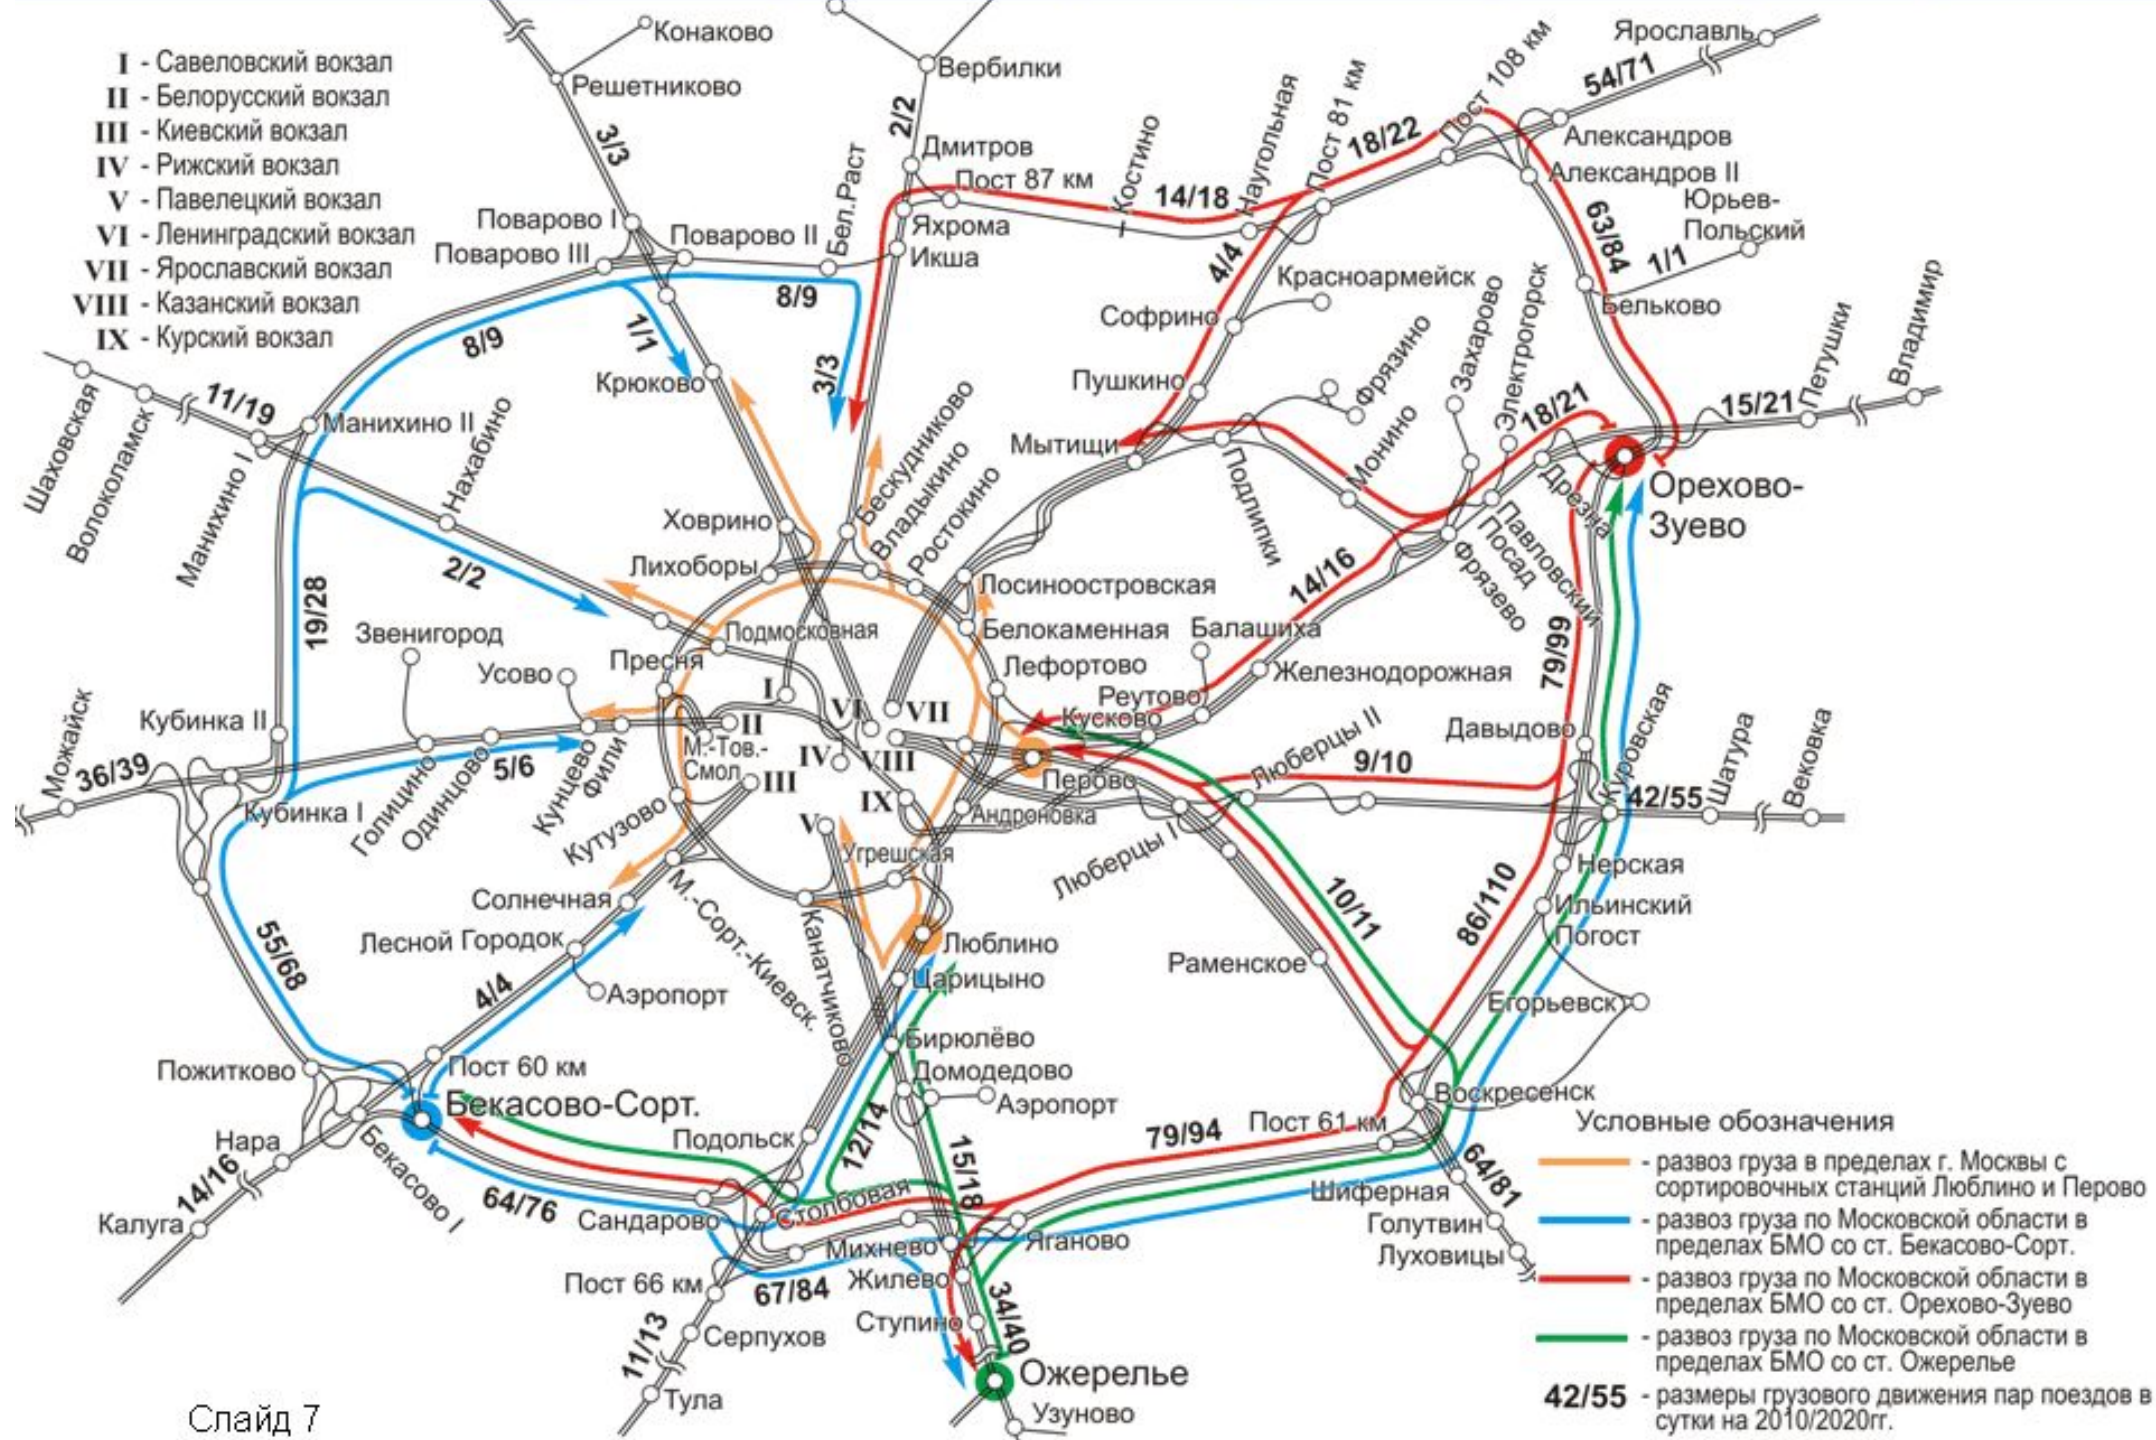 I - Савеловский вокзал
II - Белорусский вокзал
III - Киевский вокзал
IV - Рижский вокзал
V - Павелецкий вокзал
VI - Ленинградский вокзал
VII - Ярославский вокзал
VIII - Казанский вокзал
IX - Курский вокзал
Конаково
Решетниково
Вербилки
3/3
2/2
Дмитров
Пост 87 км
Костино
14/18
Наугольная
Пост 81 км
18/22
Пост 108 км
54/71
Ярославль
Александров
Александров II
Юрьев-
Польский
1/1
63/84
Бельково
Поварово I
Поварово III
Поварово II
Бел.Раст
Яхрома
Икша
8/9
8/9
1/1
3/3
4/4
Красноармейск
Софрино
Пушкино
Мытищи
Фрязино
Захарово
Электрогорск
18/21
15/21
Петушки
Владимир
Шаховская
Волоколамск
11/19
Манихино II
Манихино I
Нахабино
Крюково
Ховрино
Лихоборы
Бескудниково
Владыкино
Ростокино
Подлипки
Монино
Дрезна
Павловский
Посад
Фрязево
Орехово-
Зуево
2/2
19/28
Звенигород
Усово
Подмосковная
Пресня
Лосиноостровская
Белокаменная
Лефортово
Балашиха
14/16
Железнодорожная
Реутово
Кусково
79/99
Можайск
36/39
Кубинка II
Кубинка I
Голицино
Одинцово
5/6
Кунцево
Фили
М.-Тов.-
Смол.
I
II
III
IV
V
VI
VII
VIII
IX
Кутузово
Перово
Андроновка
Угрешская
Люберцы II
Люберцы I
9/10
Давыдово
Куровская
42/55
Шатура
Вековка
Нерская
Ильинский
Погост
86/110
10/11
Солнечная
Лесной Городок
Аэропорт
4/4
М.-Сорт.-Киевск.
Канатчиково
Люблино
Царицыно
Бирюлёво
Домодедово
Аэропорт
Раменское
Егорьевск
55/68
Пожитково
Пост 60 км
Бекасово-Сорт.
Нара
Бекасово I
14/16
Калуга
Подольск
12/14
15/18
79/94
Пост 61 км
Воскресенск
64/81
Шиферная
Голутвин
Луховицы
64/76
Сандарово
Столбовая
Михнево
Яганово
Жилево
Ступино
34/40
Пост 66 км
67/84
Серпухов
11/13
Тула
Ожерелье
Узуново
Условные обозначения
- развоз груза в пределах г. Москвы с
сортировочных станций Люблино и Перово
- развоз груза по Московской области в
пределах БМО со ст. Бекасово-Сорт.
- развоз груза по Московской области в
пределах БМО со ст. Орехово-Зуево
- развоз груза по Московской области в
пределах БМО со ст. Ожерелье
42/55 - размеры грузового движения пар поездов в
сутки на 2010/2020гг.
Слайд 7